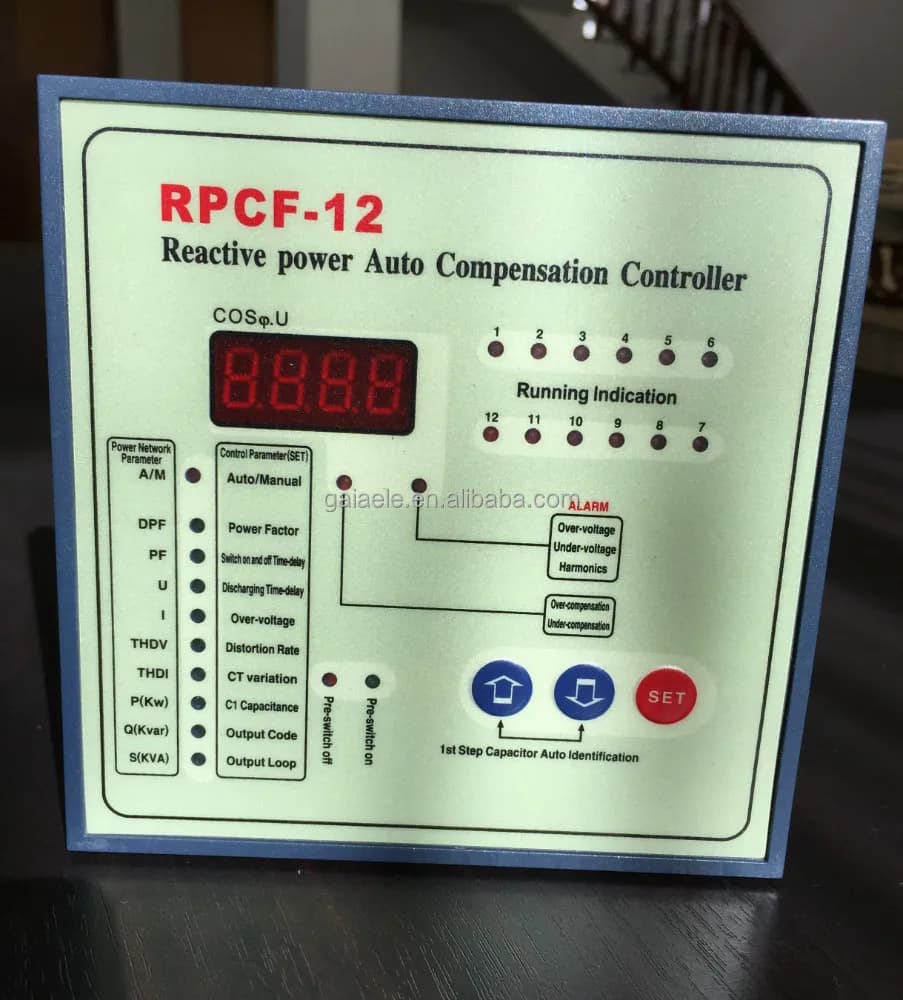 RPCF-12
Reactive power Auto Compensation Controller
COSφ.U
8.8.8.8
1 2 3 4 5 6
Running Indication
12 11 10 9 8 7
Power Network
Parameter
A/M
DPF
PF
U
I
THDV
THDI
P(Kw)
Q(Kvar)
S(KVA)
Control Parameter(SET)
Auto/Manual
Power Factor
Switch on and off Time-delay
Discharging Time-delay
Over-voltage
Distortion Rate
CT variation
C1 Capacitance
Output Code
Output Loop
gaiaele.en.alibaba.com
ALARM
Over-voltage
Under-voltage
Harmonics
Over-compensation
Under-compensation
Pre-switch off
Pre-switch on
SET
1st Step Capacitor Auto Identification